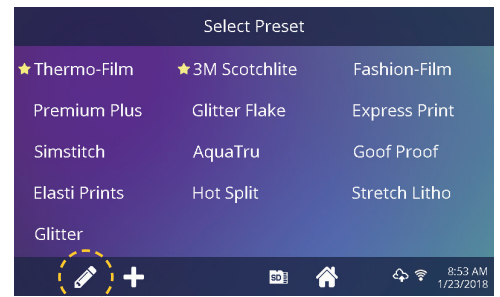 Select Preset
Thermo-Film 3M Scotchlite Fashion-Film
Premium Plus Glitter Flake Express Print
Simstitch AquaTru Goof Proof
Elasti Prints Hot Split Stretch Litho
Glitter
SD 8:53 AM
1/23/2018